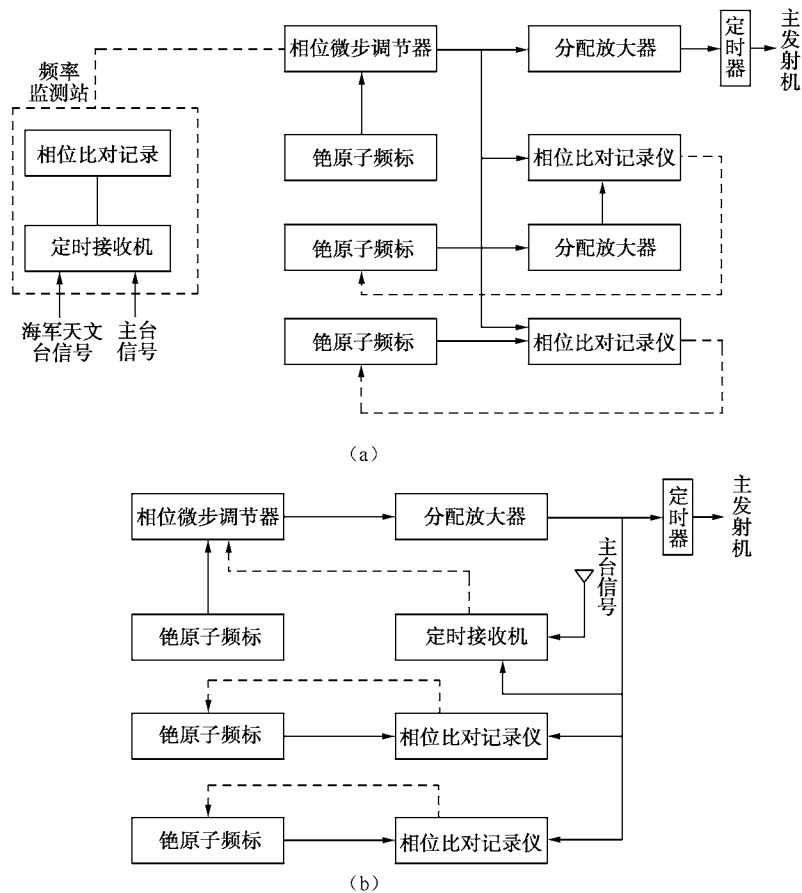 频率
监测站
相位比对记录
定时接收机
海军天文
台信号
主台
信号
相位微步调节器
分配放大器
定时器
主发射机
铯原子频标
相位比对记录仪
铯原子频标
分配放大器
铯原子频标
相位比对记录仪
（a）
相位微步调节器
分配放大器
定时器
主发射机
主台信号
铯原子频标
定时接收机
铯原子频标
相位比对记录仪
铯原子频标
相位比对记录仪
（b）